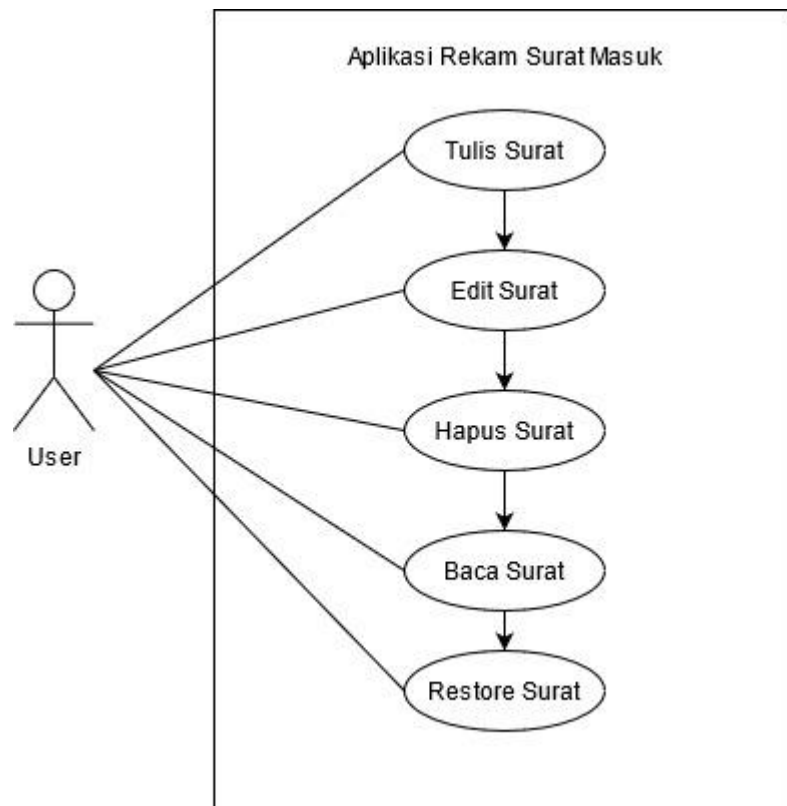 Aplikasi Rekam Surat Masuk
Tulis Surat
Edit Surat
Hapus Surat
User
Baca Surat
Restore Surat